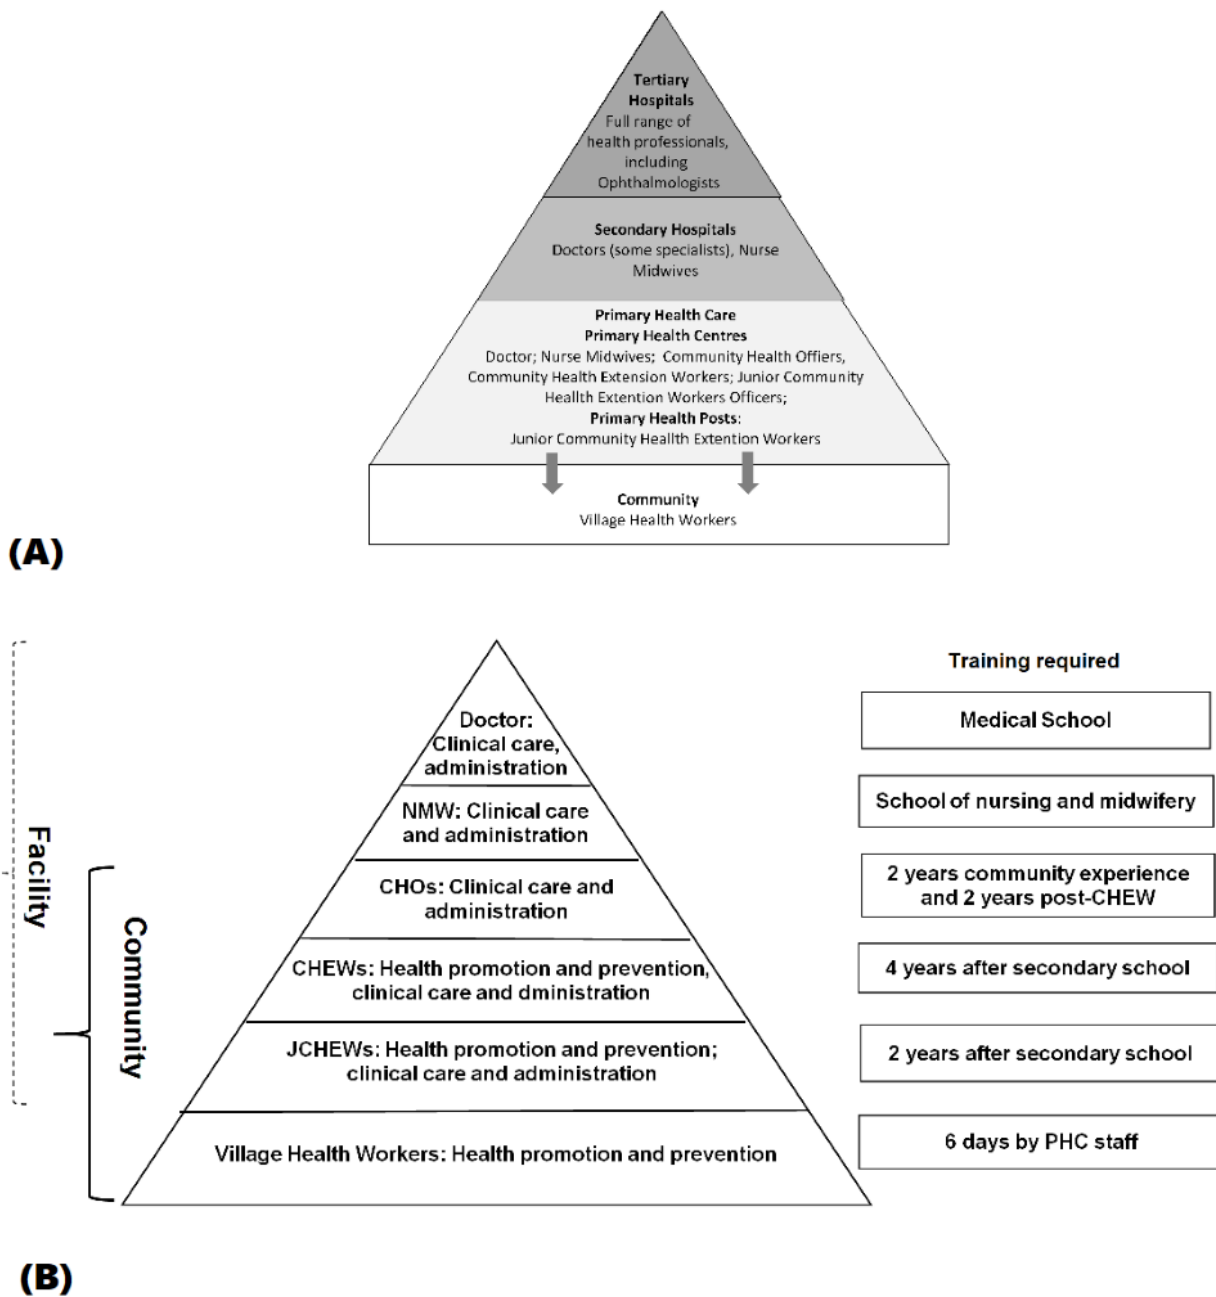 Tertiary
Hospitals
Full range of
health professionals,
including
Ophthalmologists
Secondary Hospitals
Doctors (some specialists), Nurse
Midwives
Primary Health Care
Primary Health Centres
Doctor; Nurse Midwives; Community Health Offiers,
Community Health Extension Workers; Junior Community
Heallth Extention Workers Officers;
Primary Health Posts:
Junior Community Heallth Extention Workers
Community
Village Health Workers
(A)
Facility
Community
Doctor:
Clinical care,
administration
NMW: Clinical care
and administration
CHOs: Clinical care and
administration
CHEWs: Health promotion and prevention,
clinical care and dministration
JCHEWs: Health promotion and prevention;
clinical care and administration
Village Health Workers: Health promotion and prevention
Training required
Medical School
School of nursing and midwifery
2 years community experience
and 2 years post-CHEW
4 years after secondary school
2 years after secondary school
6 days by PHC staff
(B)